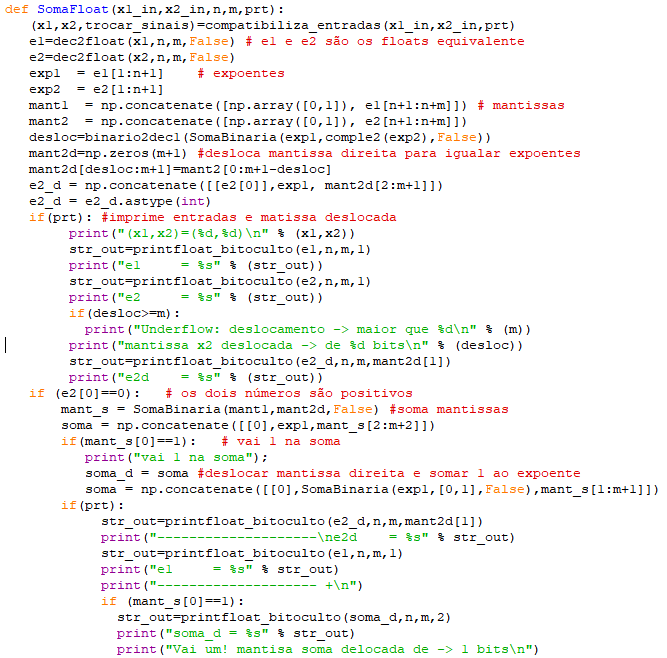 def SomaFloat(x1_in,x2_in,n,m,prt):
   (x1,x2,trocar_sinais)=compatibiliza_entradas(x1_in,x2_in,prt)
   e1=dec2float(x1,n,m,False) # e1 e e2 são os floats equivalente
   e2=dec2float(x2,n,m,False)
   exp1  = e1[1:n+1]    # expoentes
   exp2  = e2[1:n+1]
   mant1  = np.concatenate([np.array([0,1]), e1[n+1:n+m]]) # mantissas
   mant2  = np.concatenate([np.array([0,1]), e2[n+1:n+m]])
   desloc=binario2dec1(SomaBinaria(exp1,comple2(exp2),False))
   mant2d=np.zeros(m+1) #desloca mantissa direita para igualar expoentes
   mant2d[desloc:m+1]=mant2[0:m+1-desloc]
   e2_d = np.concatenate([[e2[0]],exp1, mant2d[2:m+1]])
   e2_d = e2_d.astype(int)
   if(prt): #imprime entradas e matissa deslocada
        print("(x1,x2)=(%d,%d)\n" % (x1,x2))
        str_out=printfloat_bitoculto(e1,n,m,1)
        print("e1     = %s" % (str_out))
        str_out=printfloat_bitoculto(e2,n,m,1)
        print("e2     = %s" % (str_out))
        if(desloc>=m):
          print("Underflow: deslocamento -> maior que %d\n" % (m))
        print("mantissa x2 deslocada -> de %d bits\n" % (desloc))
        str_out=printfloat_bitoculto(e2_d,n,m,mant2d[1])
        print("e2d    = %s" % (str_out))
   if (e2[0]==0):   # os dois números são positivos
       mant_s = SomaBinaria(mant1,mant2d,False) #soma mantissas
       soma = np.concatenate([[0],exp1,mant_s[2:m+2]])
       if(mant_s[0]==1):   # vai 1 na soma
          print("vai 1 na soma");
          soma_d = soma #deslocar mantissa direita e somar 1 ao expoente
          soma = np.concatenate([[0],SomaBinaria(exp1,[0,1],False),mant_s[1:m+1]])
       if(prt):
            str_out=printfloat_bitoculto(e2_d,n,m,mant2d[1])
            print("--------------------\ne2d    = %s" % str_out)
            str_out=printfloat_bitoculto(e1,n,m,1)
            print("e1     = %s" % str_out)
            print("-------------------- +\n")
            if (mant_s[0]==1):
              str_out=printfloat_bitoculto(soma_d,n,m,2)
              print("soma_d = %s" % str_out)
              print("Vai um! mantisa soma delocada de -> 1 bits\n")